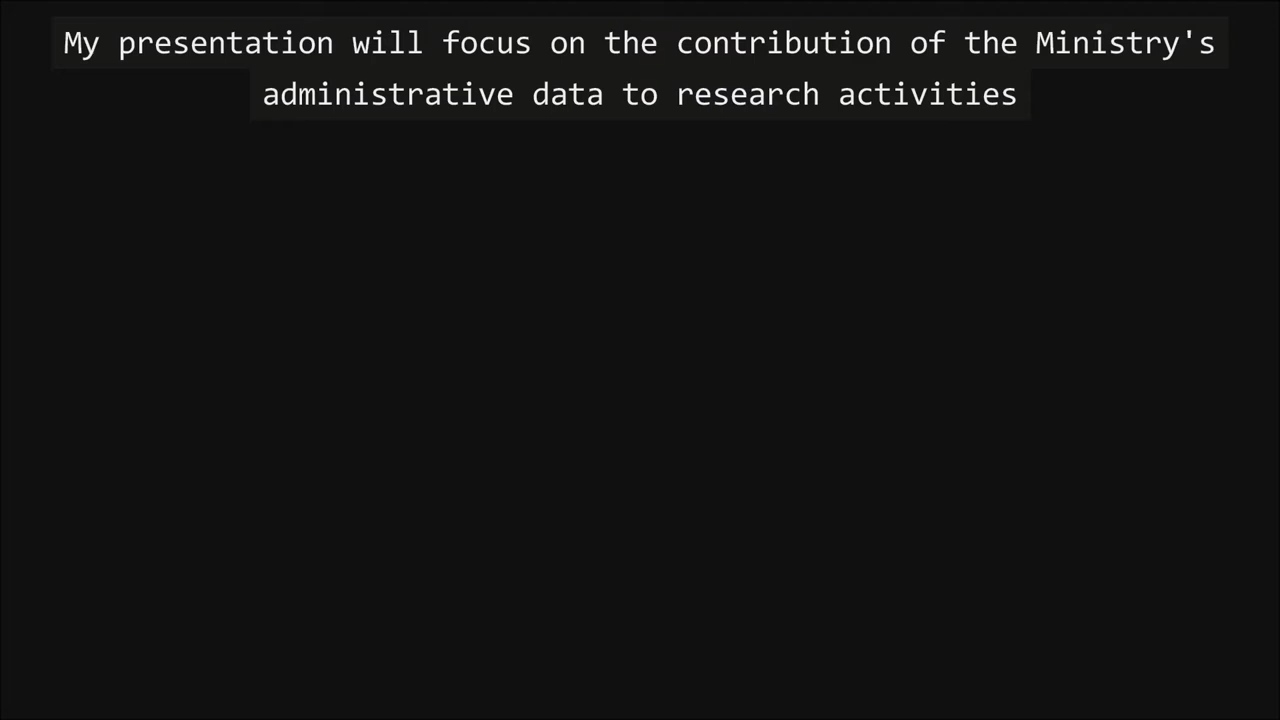 My presentation will focus on the contribution of the Ministry's
administrative data to research activities